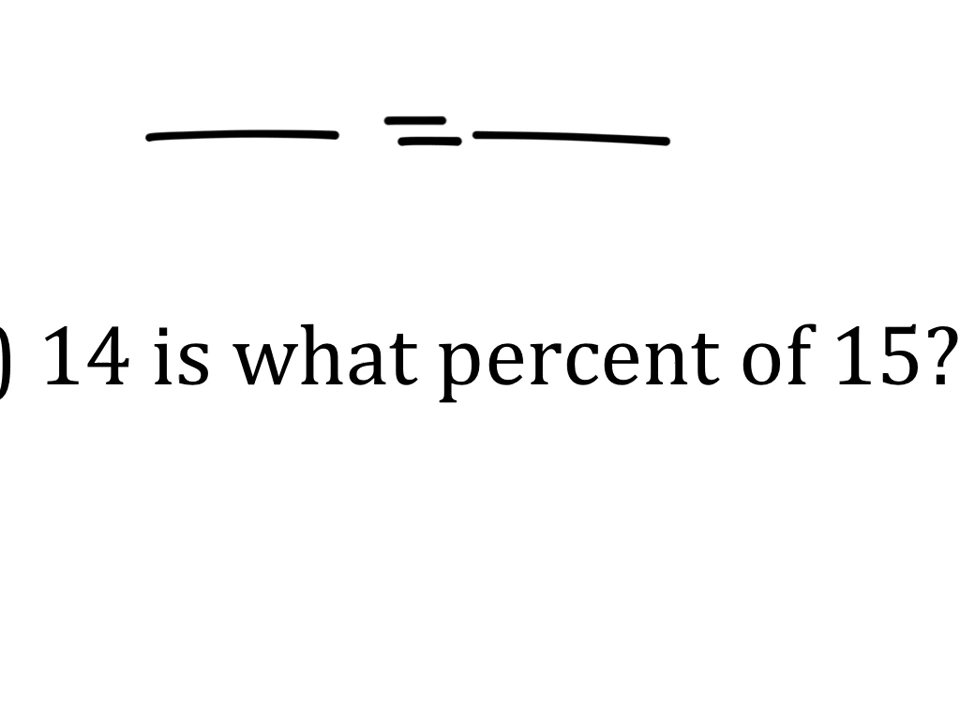 =
) 14 is what percent of 15?